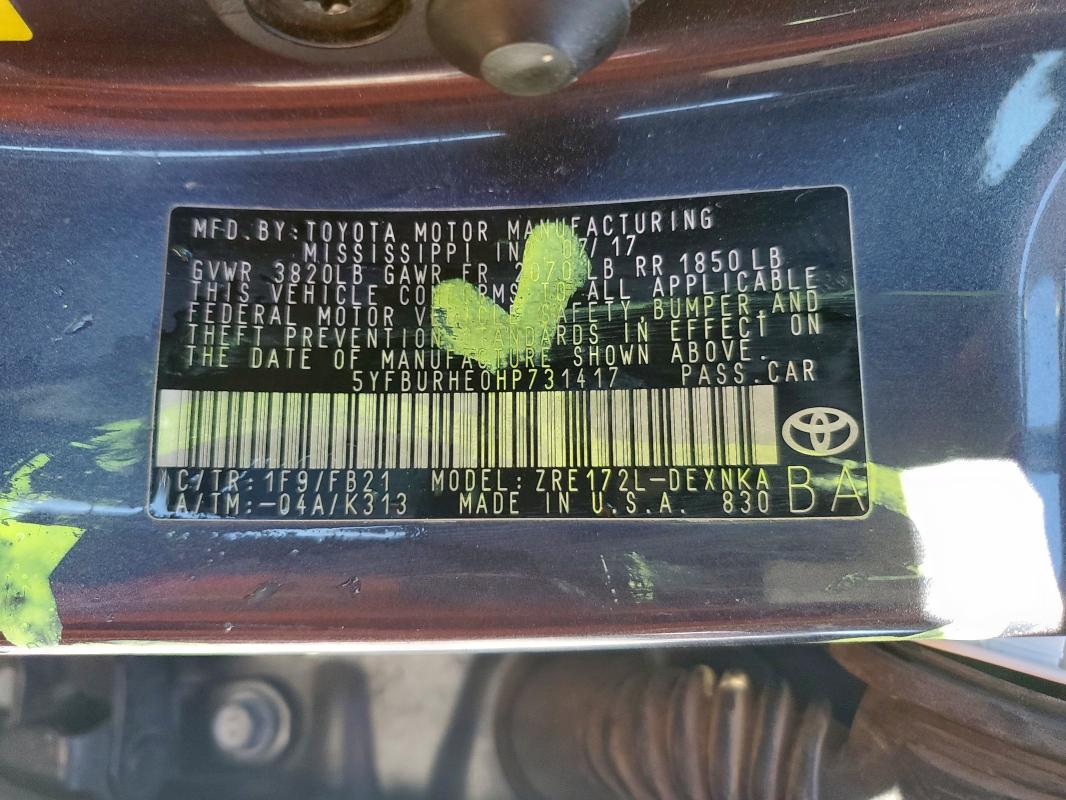 MFD.BY:TOYOTA MOTOR MANUFACTURING
MISSISSIPPI INC 07/17
GVWR 3820LB GAWR FR 2070LB RR 1850LB
THIS VEHICLE CONFORMS TO ALL APPLICABLE
FEDERAL MOTOR VEHICLE SAFETY,BUMPER,AND
THEFT PREVENTION STANDARDS IN EFFECT ON
THE DATE OF MANUFACTURE SHOWN ABOVE.
5YFBURHE0HP731417 PASS.CAR
C/TR:1F9/FB21 MODEL:ZRE172L-DEXNKA
A/TM:-04A/K313 MADE IN U.S.A. 830 BA